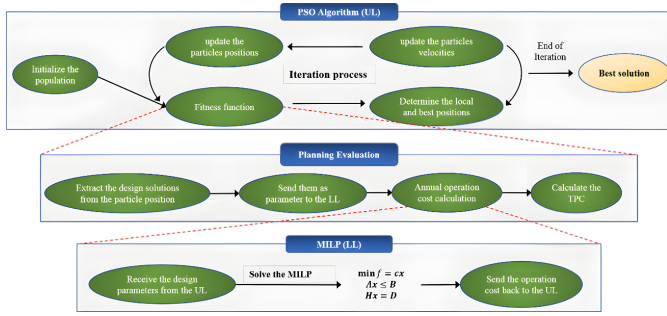 PSO Algorithm (UL)
update the
particles positions
update the particles
velocities
End of
Iteration
Initialize the
population
Iteration process
Best solution
Fitness function
Determine the local
and best positions
Planning Evaluation
Extract the design solutions
from the particle position
Send them as
parameter to the LL
Annual operation
cost calculation
Calculate the
TPC
MILP (LL)
Receive the design
parameters from the UL
Solve the MILP
min f = cx
Λx ≤ B
Hx = D
Send the operation
cost back to the UL